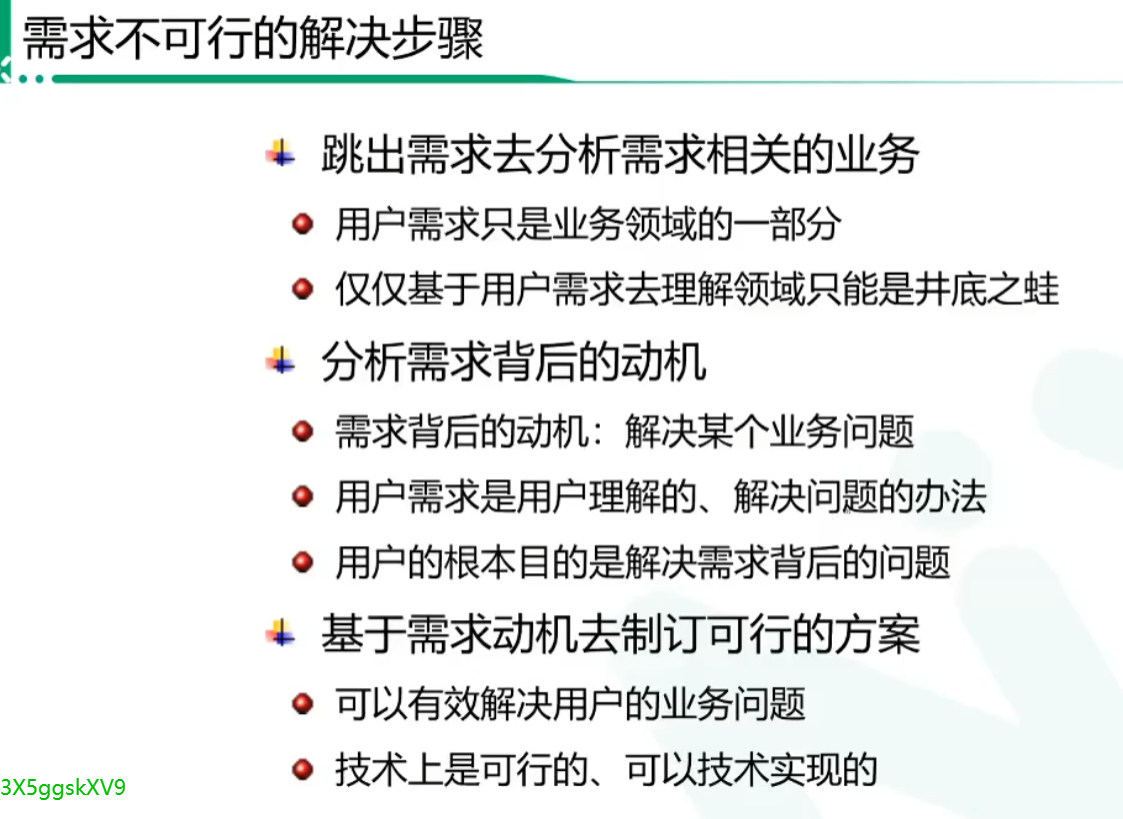 需求不可行的解决步骤
跳出需求去分析需求相关的业务
用户需求只是业务领域的一部分
仅仅基于用户需求去理解领域只能是井底之蛙
分析需求背后的动机
需求背后的动机：解决某个业务问题
用户需求是用户理解的、解决问题的办法
用户的根本目的是解决需求背后的问题
基于需求动机去制订可行的方案
可以有效解决用户的业务问题
技术上是可行的、可以技术实现的
3X5ggskXV9